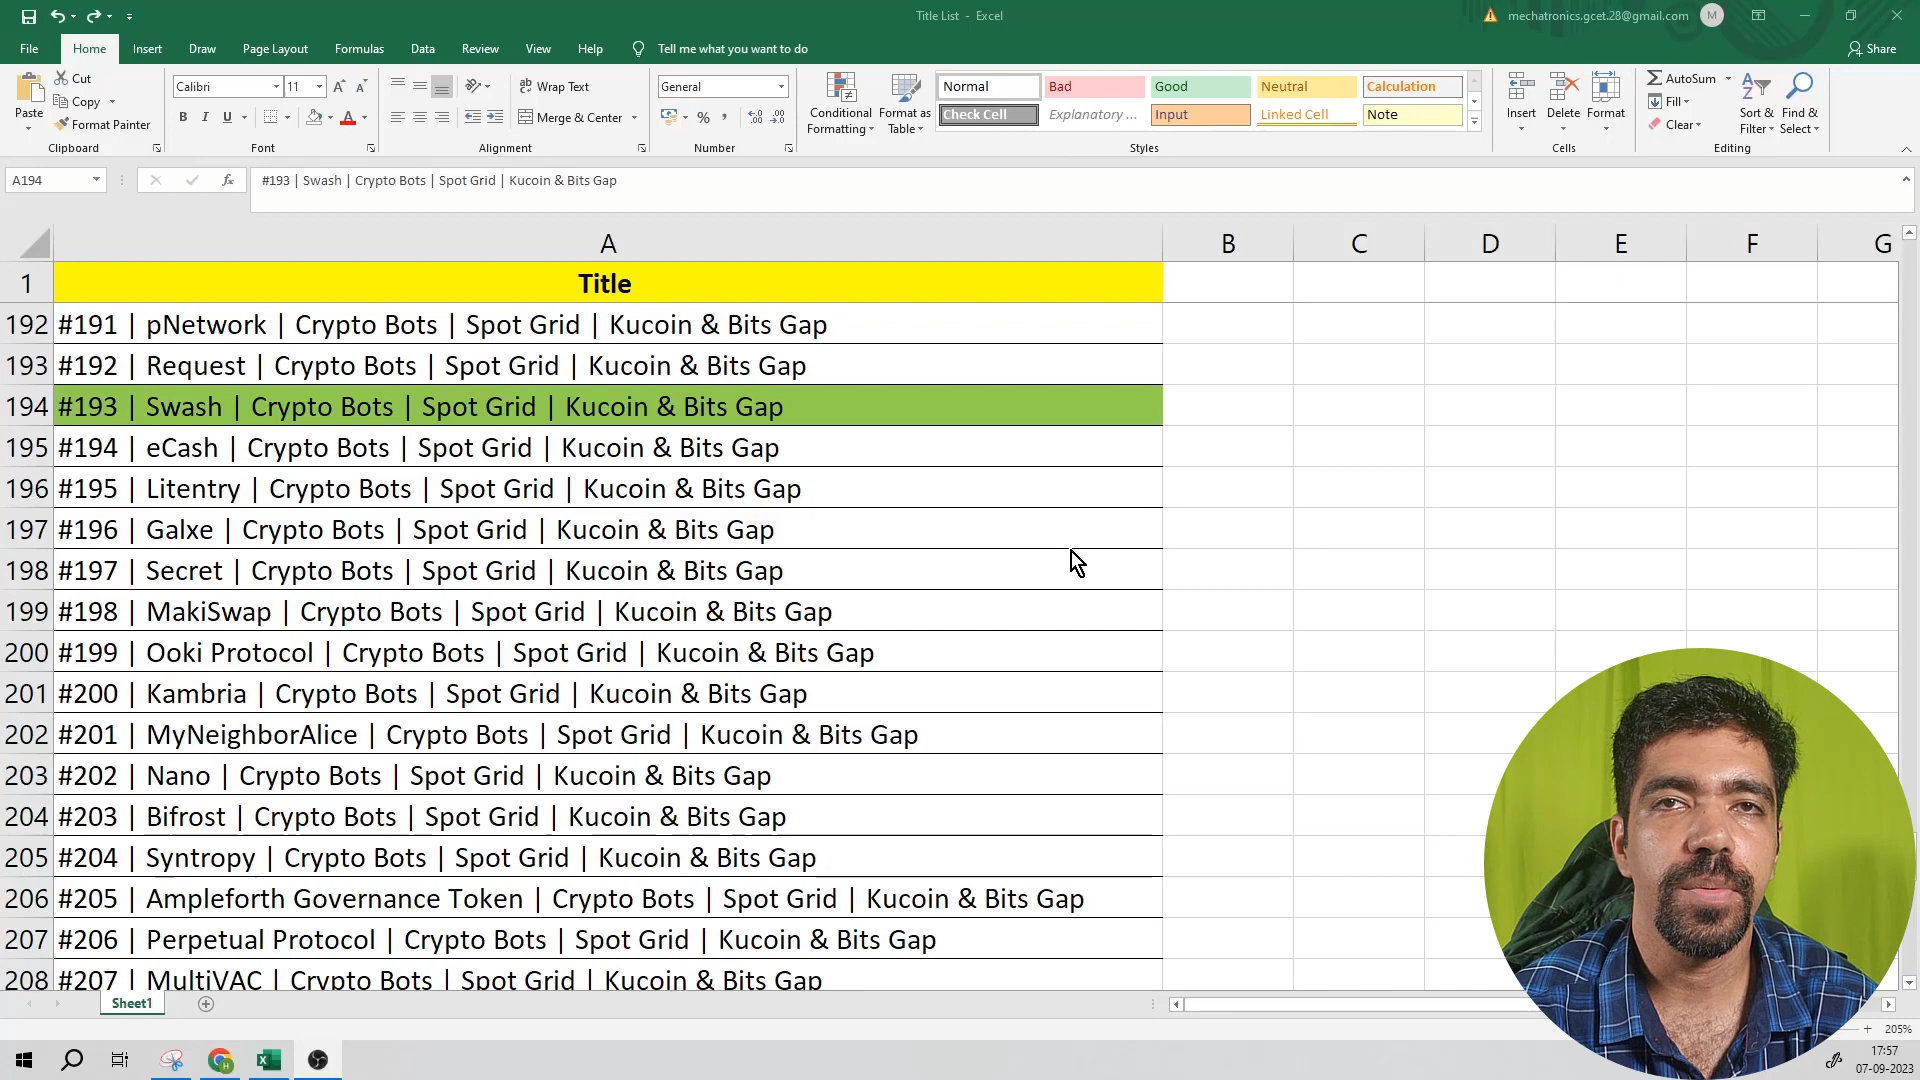 Title List - Excel
mechatronics.gcet.28@gmail.com
M
File Home Insert Draw Page Layout Formulas Data Review View Help Tell me what you want to do
Share
Paste
Cut
Copy
Format Painter
Clipboard
Calibri 11
B I U
Font
Wrap Text
Merge & Center
Alignment
General
Number
Conditional Formatting
Format as Table
Normal Bad Good Neutral Calculation
Check Cell Explanatory ... Input Linked Cell Note
Styles
Insert Delete Format
Cells
AutoSum
Fill
Clear
Sort & Filter
Find & Select
Editing
A194
fx
#193 | Swash | Crypto Bots | Spot Grid | Kucoin & Bits Gap
A B C D E F G
1 Title
192 #191 | pNetwork | Crypto Bots | Spot Grid | Kucoin & Bits Gap
193 #192 | Request | Crypto Bots | Spot Grid | Kucoin & Bits Gap
194 #193 | Swash | Crypto Bots | Spot Grid | Kucoin & Bits Gap
195 #194 | eCash | Crypto Bots | Spot Grid | Kucoin & Bits Gap
196 #195 | Litentry | Crypto Bots | Spot Grid | Kucoin & Bits Gap
197 #196 | Galxe | Crypto Bots | Spot Grid | Kucoin & Bits Gap
198 #197 | Secret | Crypto Bots | Spot Grid | Kucoin & Bits Gap
199 #198 | MakiSwap | Crypto Bots | Spot Grid | Kucoin & Bits Gap
200 #199 | Ooki Protocol | Crypto Bots | Spot Grid | Kucoin & Bits Gap
201 #200 | Kambria | Crypto Bots | Spot Grid | Kucoin & Bits Gap
202 #201 | MyNeighborAlice | Crypto Bots | Spot Grid | Kucoin & Bits Gap
203 #202 | Nano | Crypto Bots | Spot Grid | Kucoin & Bits Gap
204 #203 | Bifrost | Crypto Bots | Spot Grid | Kucoin & Bits Gap
205 #204 | Syntropy | Crypto Bots | Spot Grid | Kucoin & Bits Gap
206 #205 | Ampleforth Governance Token | Crypto Bots | Spot Grid | Kucoin & Bits Gap
207 #206 | Perpetual Protocol | Crypto Bots | Spot Grid | Kucoin & Bits Gap
208 #207 | MultiVAC | Crypto Bots | Spot Grid | Kucoin & Bits Gap
Sheet1
205%
17:57
07-09-2023